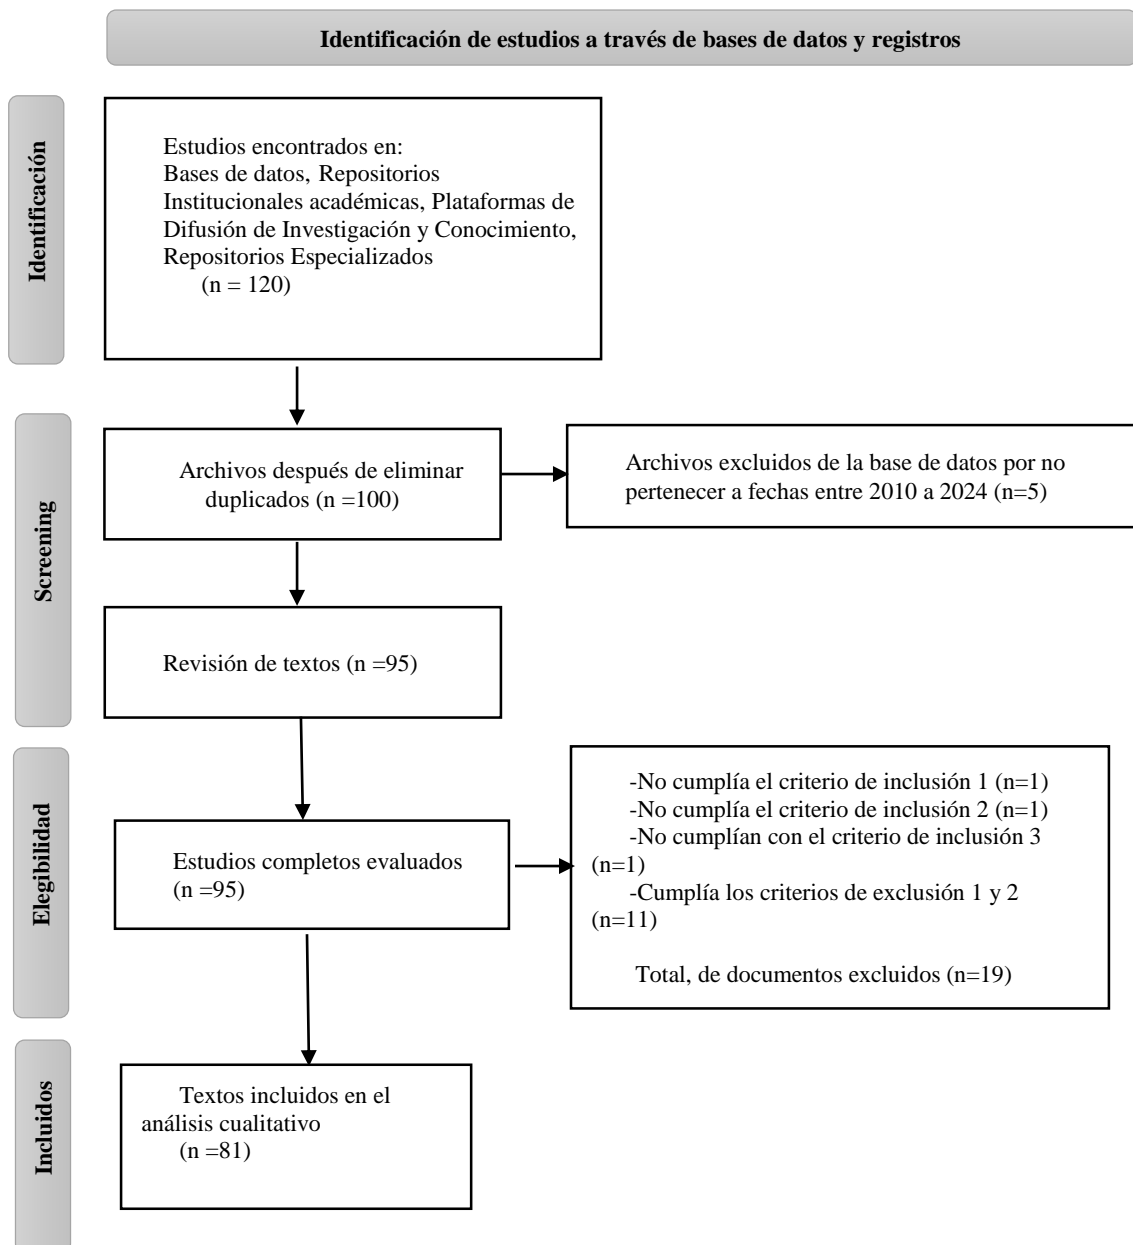 Identificación de estudios a través de bases de datos y registros
Identificación
Estudios encontrados en:
Bases de datos, Repositorios
Institucionales académicas, Plataformas de
Difusión de Investigación y Conocimiento,
Repositorios Especializados
(n = 120)
Screening
Archivos después de eliminar
duplicados (n =100)
Archivos excluidos de la base de datos por no
pertenecer a fechas entre 2010 a 2024 (n=5)
Revisión de textos (n =95)
Elegibilidad
Estudios completos evaluados
(n =95)
-No cumplía el criterio de inclusión 1 (n=1)
-No cumplía el criterio de inclusión 2 (n=1)
-No cumplían con el criterio de inclusión 3
(n=1)
-Cumplía los criterios de exclusión 1 y 2
(n=11)
Total, de documentos excluidos (n=19)
Incluidos
Textos incluidos en el
análisis cualitativo
(n =81)